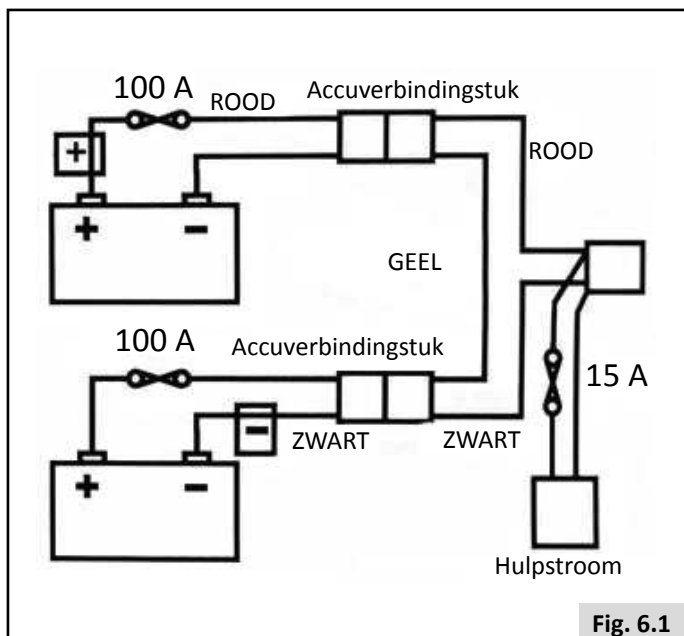 100 A
ROOD
Accuverbindingstuk
+
ROOD
+ −
GEEL
100 A
Accuverbindingstuk
15 A
−
ZWART
ZWART
+ −
Hulpstroom
Fig. 6.1